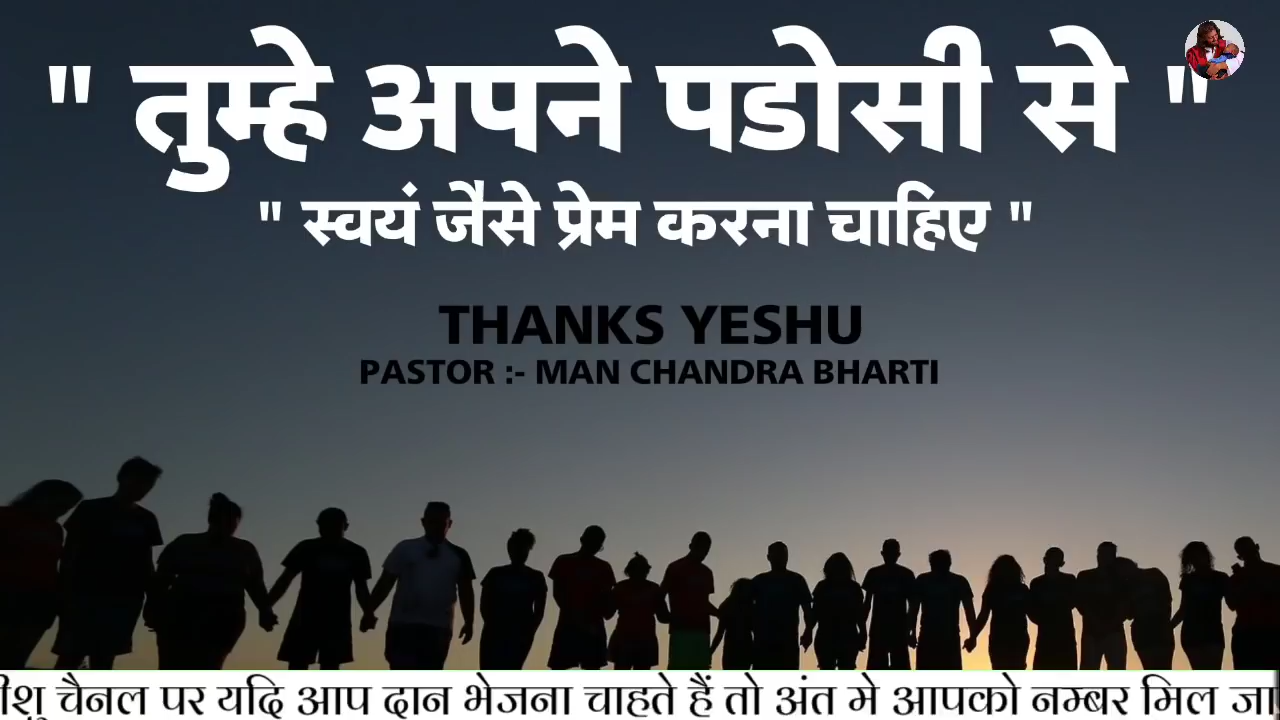 " तुम्हे अपने पडोसी से "
" स्वयं जैसे प्रेम करना चाहिए "
THANKS YESHU
PASTOR :- MAN CHANDRA BHARTI
चैनल पर यदि आप दान भेजना चाहते हैं तो अंत मे आपको नम्बर मिल जा